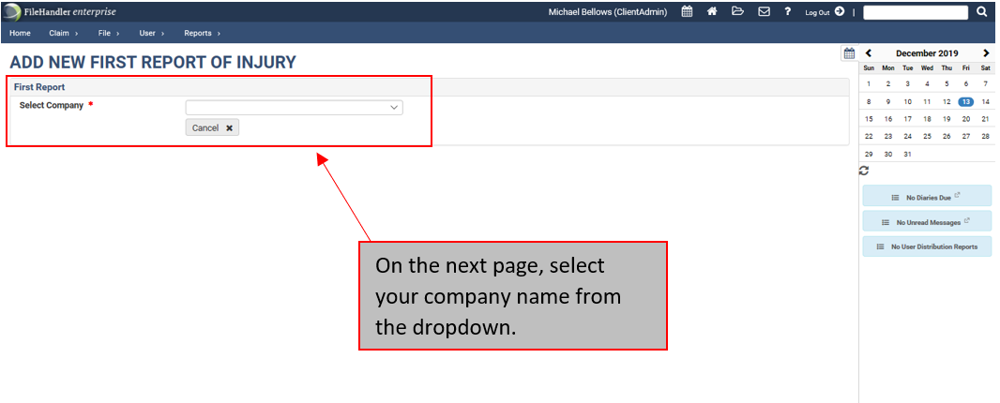 FileHandler enterprise
Michael Bellows (ClientAdmin)
? Log Out |
Home Claim › File › User › Reports ›
ADD NEW FIRST REPORT OF INJURY
First Report
Select Company *
Cancel ✖
On the next page, select
your company name from
the dropdown.
December 2019
Sun Mon Tue Wed Thu Fri Sat
1 2 3 4 5 6 7
8 9 10 11 12 13 14
15 16 17 18 19 20 21
22 23 24 25 26 27 28
29 30 31
No Diaries Due
No Unread Messages
No User Distribution Reports